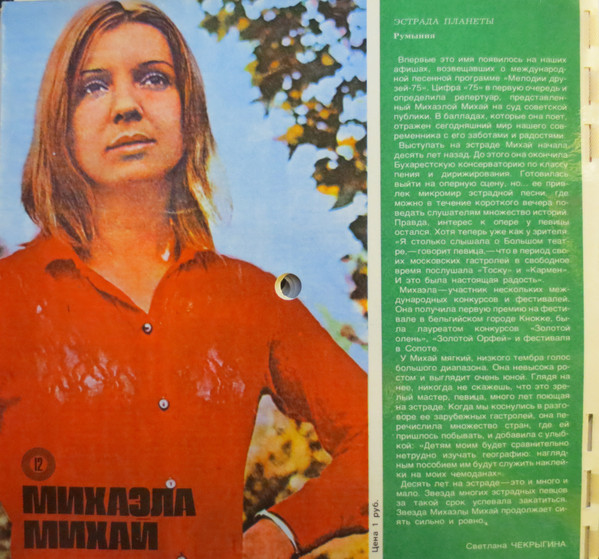 12
МИХАЭЛА
МИХАЙ
Цена 1 руб.
ЭСТРАДА ПЛАНЕТЫ
Румыния
Впервые это имя появилось на наших
афишах, возвещавших о международ-
ной песенной программе «Мелодии дру-
зей-75». Цифра «75» в первую очередь и
определила репертуар, представлен-
ный Михаэлой Михай на суд советской
публики. В балладах, которые она поет,
отражен сегодняшний мир нашего сов-
ременника с его заботами и радостями.
Выступать на эстраде Михай начала
десять лет назад. До этого она окончила
Бухарестскую консерваторию по классу
пения и дирижирования. Готовилась
выйти на оперную сцену, но... ее прив-
лек микромир эстрадной песни, где
можно в течение короткого вечера по-
ведать слушателям множество историй.
Правда, интерес к опере у певицы
остался. Хотя теперь уже как у зрителя.
«Я столько слышала о Большом теат-
ре,—говорит певица,—что в период сво-
их московских гастролей в свободное
время послушала «Тоску» и «Кармен».
И это была настоящая радость».
Михаэла—участник нескольких меж-
дународных конкурсов и фестивалей.
Она получила первую премию на фести-
вале в бельгийском городе Кнокке, бы-
ла лауреатом конкурсов «Золотой
олень», «Золотой Орфей» и фестиваля
в Сопоте.
У Михай мягкий, низкого тембра голос
большого диапазона. Она невысока ро-
стом и выглядит очень юной. Глядя на
нее, никогда не скажешь, что это зре-
лый мастер, певица, много лет поющая
на эстраде. Когда мы коснулись в разго-
воре ее зарубежных гастролей, она пе-
речислила множество стран, где ей
пришлось побывать, и добавила с улыб-
кой: «Детям моим будет сравнительно
нетрудно изучать географию: нагляд-
ным пособием им будут служить наклей-
ки на моих чемоданах».
Десять лет на эстраде—это и много и
мало. Звезда многих эстрадных певцов
за такой срок успевала закатиться.
Звезда Михаэлы Михай продолжает си-
ять сильно и ровно.
Светлана ЧЕКРЫГИНА